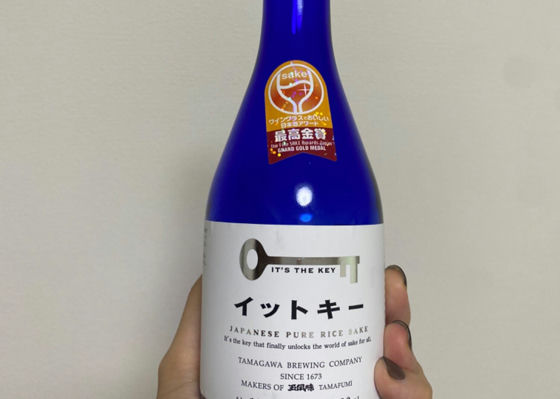 sake
ワイングラスでおいしい
日本酒アワード
最高金賞
Fine SAKE Awards Japan
GRAND GOLD MEDAL
IT'S THE KEY
イットキー
JAPANESE PURE RICE SAKE
It's the key that finally unlocks the world of sake for all.
TAMAGAWA BREWING COMPANY
SINCE 1673
MAKERS OF 玉風味 TAMAFUMI